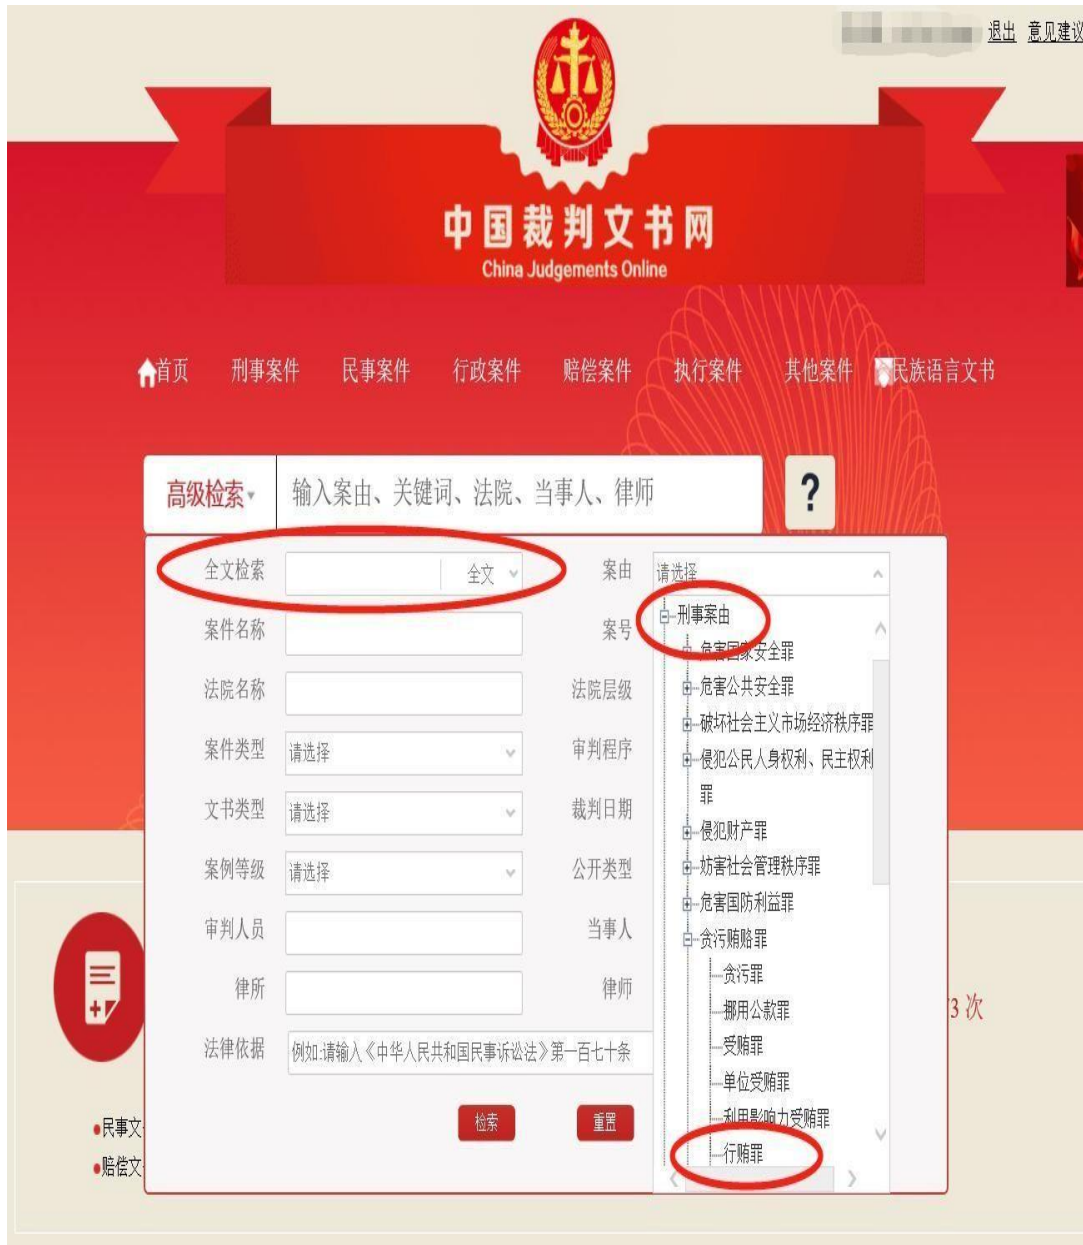 退出 意见建议
中国裁判文书网
China Judgements Online
首页 刑事案件 民事案件 行政案件 赔偿案件 执行案件 其他案件 民族语言文书
高级检索 输入案由、关键词、法院、当事人、律师 ?
全文检索 全文 案由 请选择
刑事案由
案件名称 案号
危害国家安全罪
法院名称 法院层级 危害公共安全罪
破坏社会主义市场经济秩序罪
案件类型 请选择 审判程序 侵犯公民人身权利、民主权利
罪
文书类型 请选择 裁判日期
侵犯财产罪
案例等级 请选择 公开类型 妨害社会管理秩序罪
危害国防利益罪
审判人员 当事人 贪污贿赂罪
贪污罪
律所 律师 挪用公款罪
3 次
法律依据 例如:请输入《中华人民共和国民事诉讼法》第一百七十条 受贿罪
单位受贿罪
检索 重置 利用影响力受贿罪
•民事文
行贿罪
•赔偿文